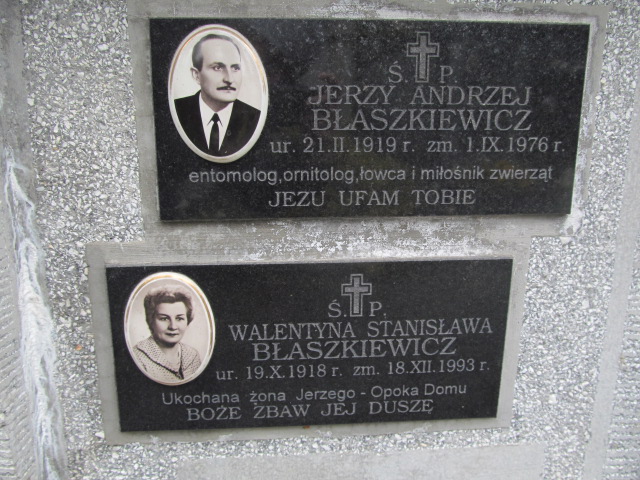 Ś. P.
JERZY ANDRZEJ
BŁASZKIEWICZ
ur. 21.II.1919 r. zm. 1.IX.1976 r.
entomolog,ornitolog,łowca i miłośnik zwierząt
JEZU UFAM TOBIE
Ś. P.
WALENTYNA STANISŁAWA
BŁASZKIEWICZ
ur. 19.X.1918 r. zm. 18.XII.1993 r.
Ukochana żona Jerzego - Opoka Domu
BOŻE ZBAW JEJ DUSZĘ